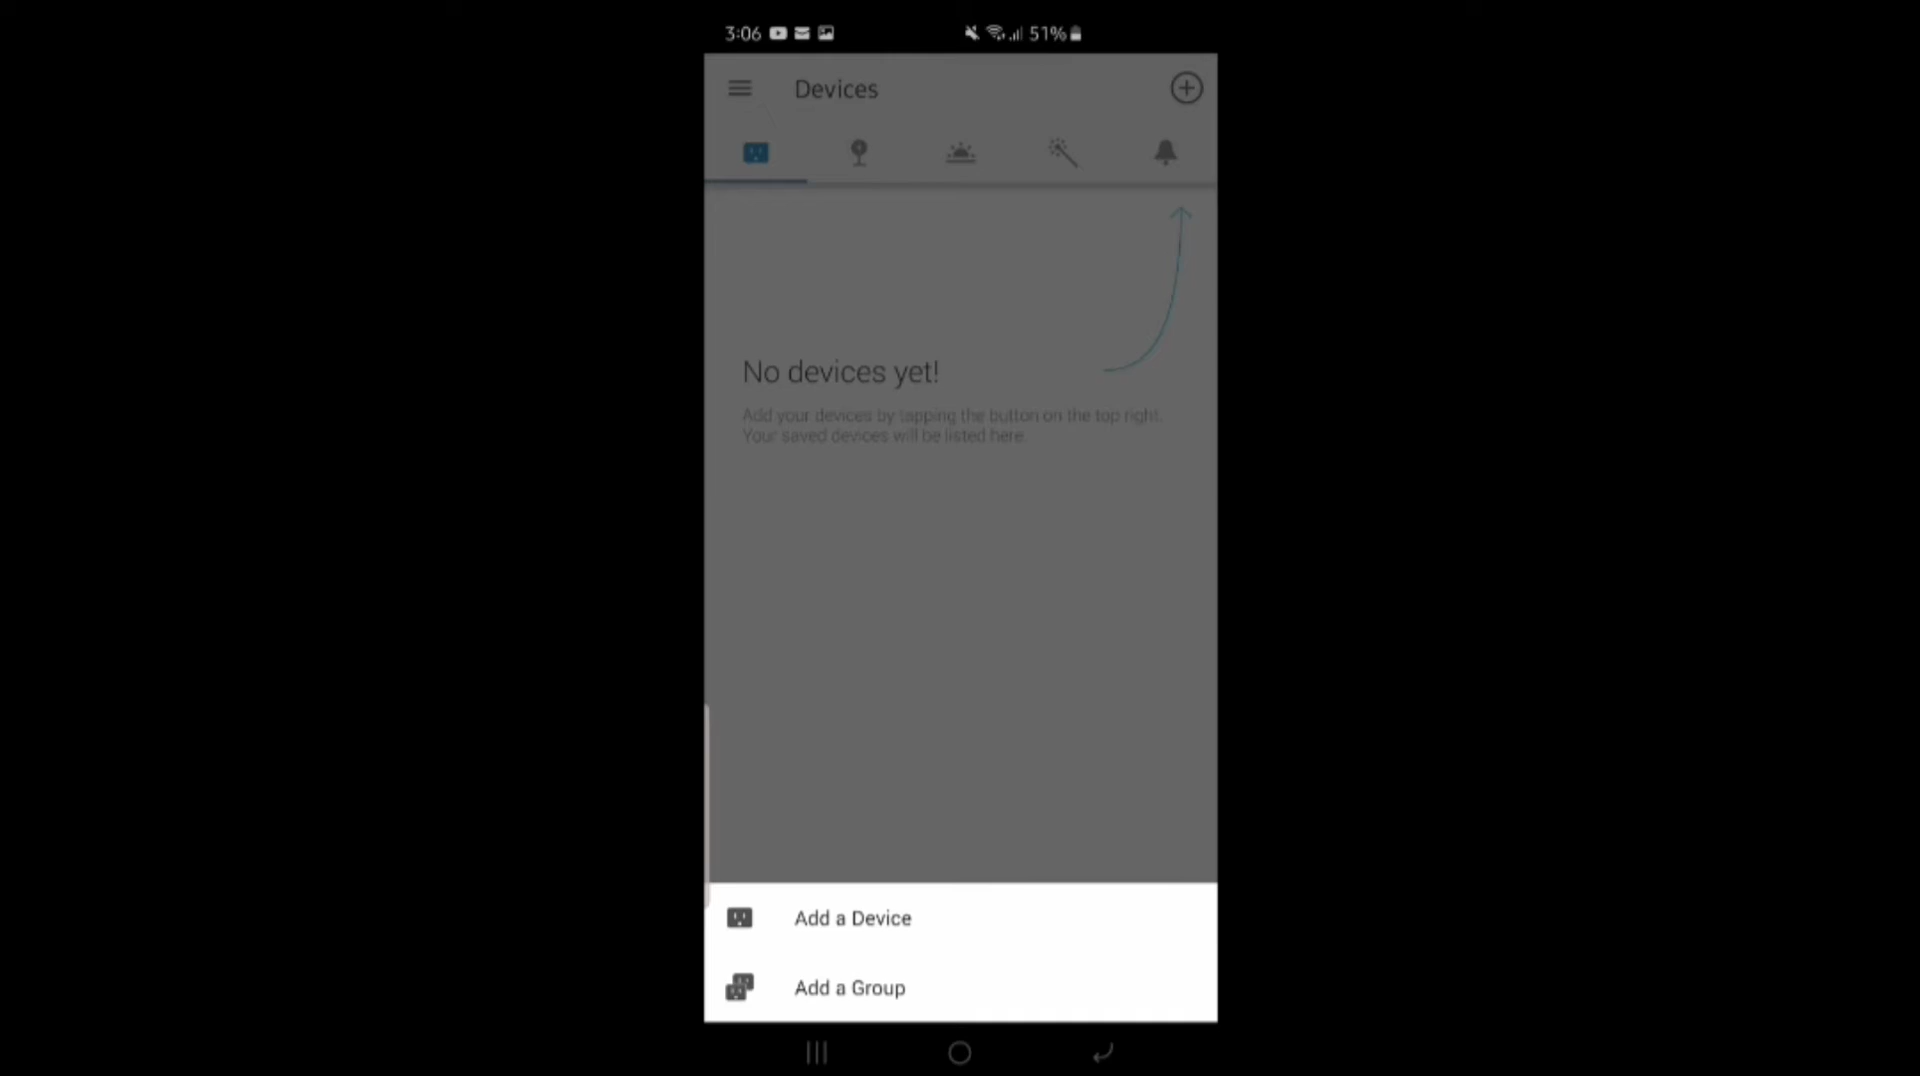 3:06 51%
Devices
No devices yet!
Add your devices by tapping the button on the top right.
Your saved devices will be listed here.
Add a Device
Add a Group